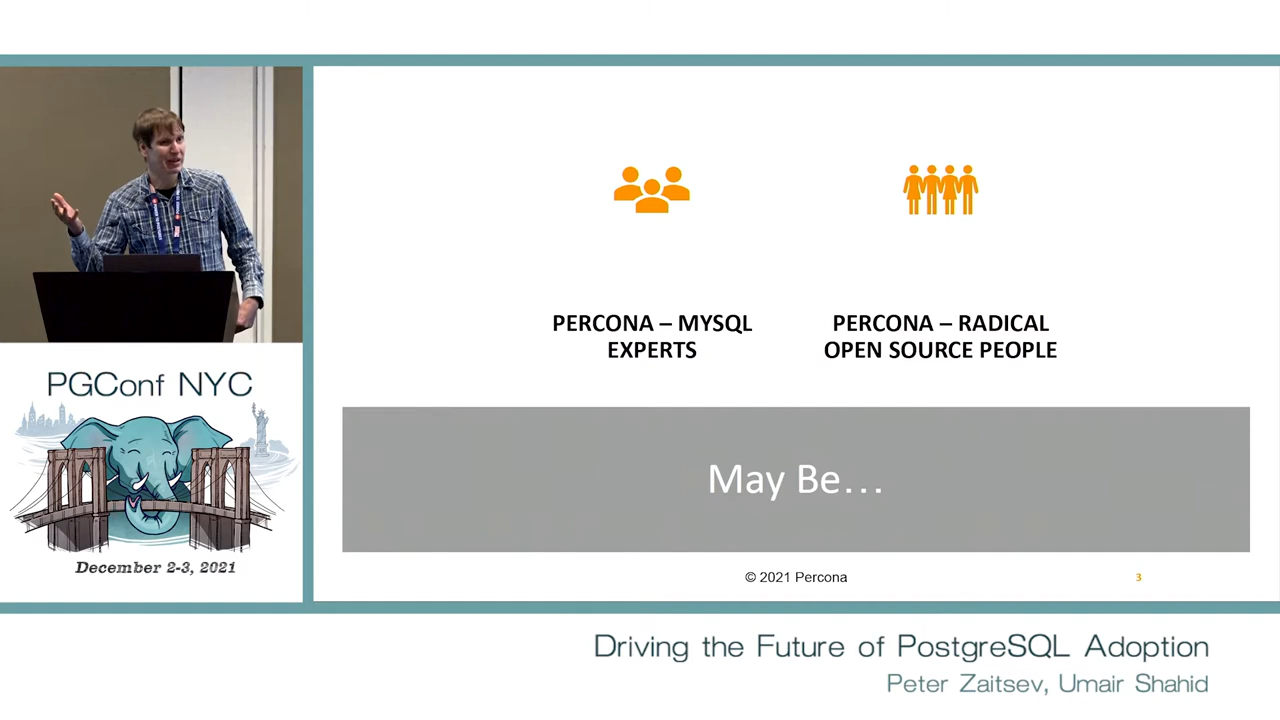 PERCONA – MYSQL
EXPERTS
PERCONA – RADICAL
OPEN SOURCE PEOPLE
May Be...
© 2021 Percona
3
PGConf NYC
December 2-3, 2021
Driving the Future of PostgreSQL Adoption
Peter Zaitsev, Umair Shahid